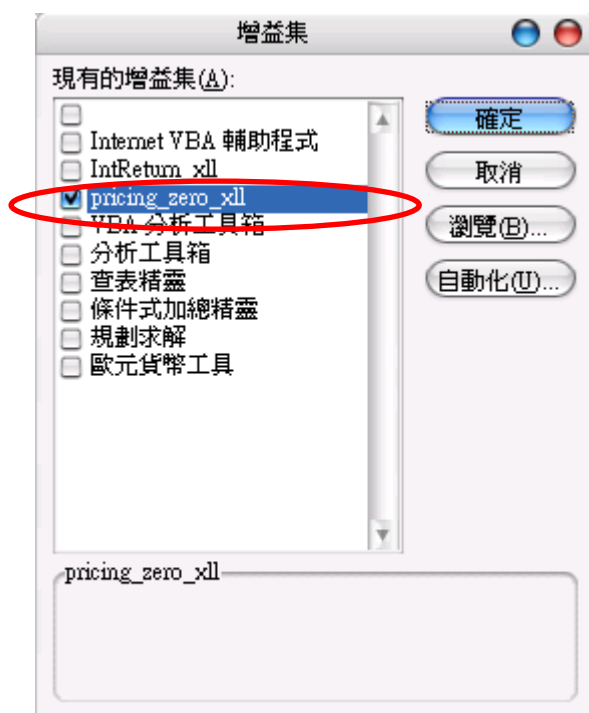 增益集
現有的增益集(A):
Internet VBA 輔助程式
IntReturn_xll
pricing_zero_xll
VBA 分析工具箱
分析工具箱
查表精靈
條件式加總精靈
規劃求解
歐元貨幣工具
確定
取消
瀏覽(B)...
自動化(U)...
pricing_zero_xll